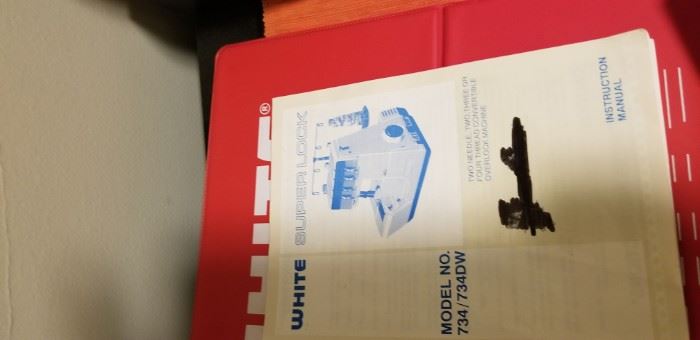 WHITE®
WHITE SUPER LOCK
TWO NEEDLE, TWO, THREE OR
FOUR THREAD CONVERTIBLE
OVERLOCK MACHINE
MODEL NO.
734/734DW
INSTRUCTION
MANUAL